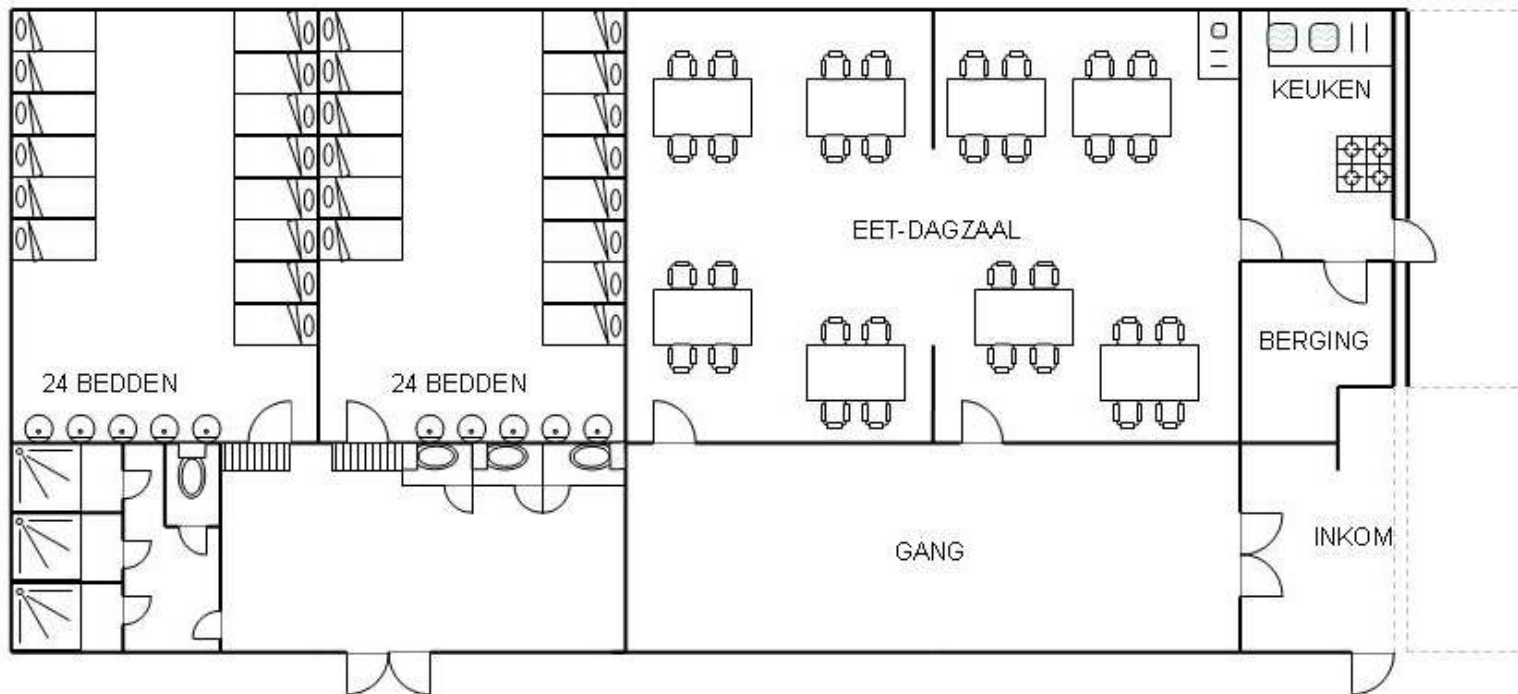 KEUKEN
EET-DAGZAAL
BERGING
24 BEDDEN
24 BEDDEN
INKOM
GANG